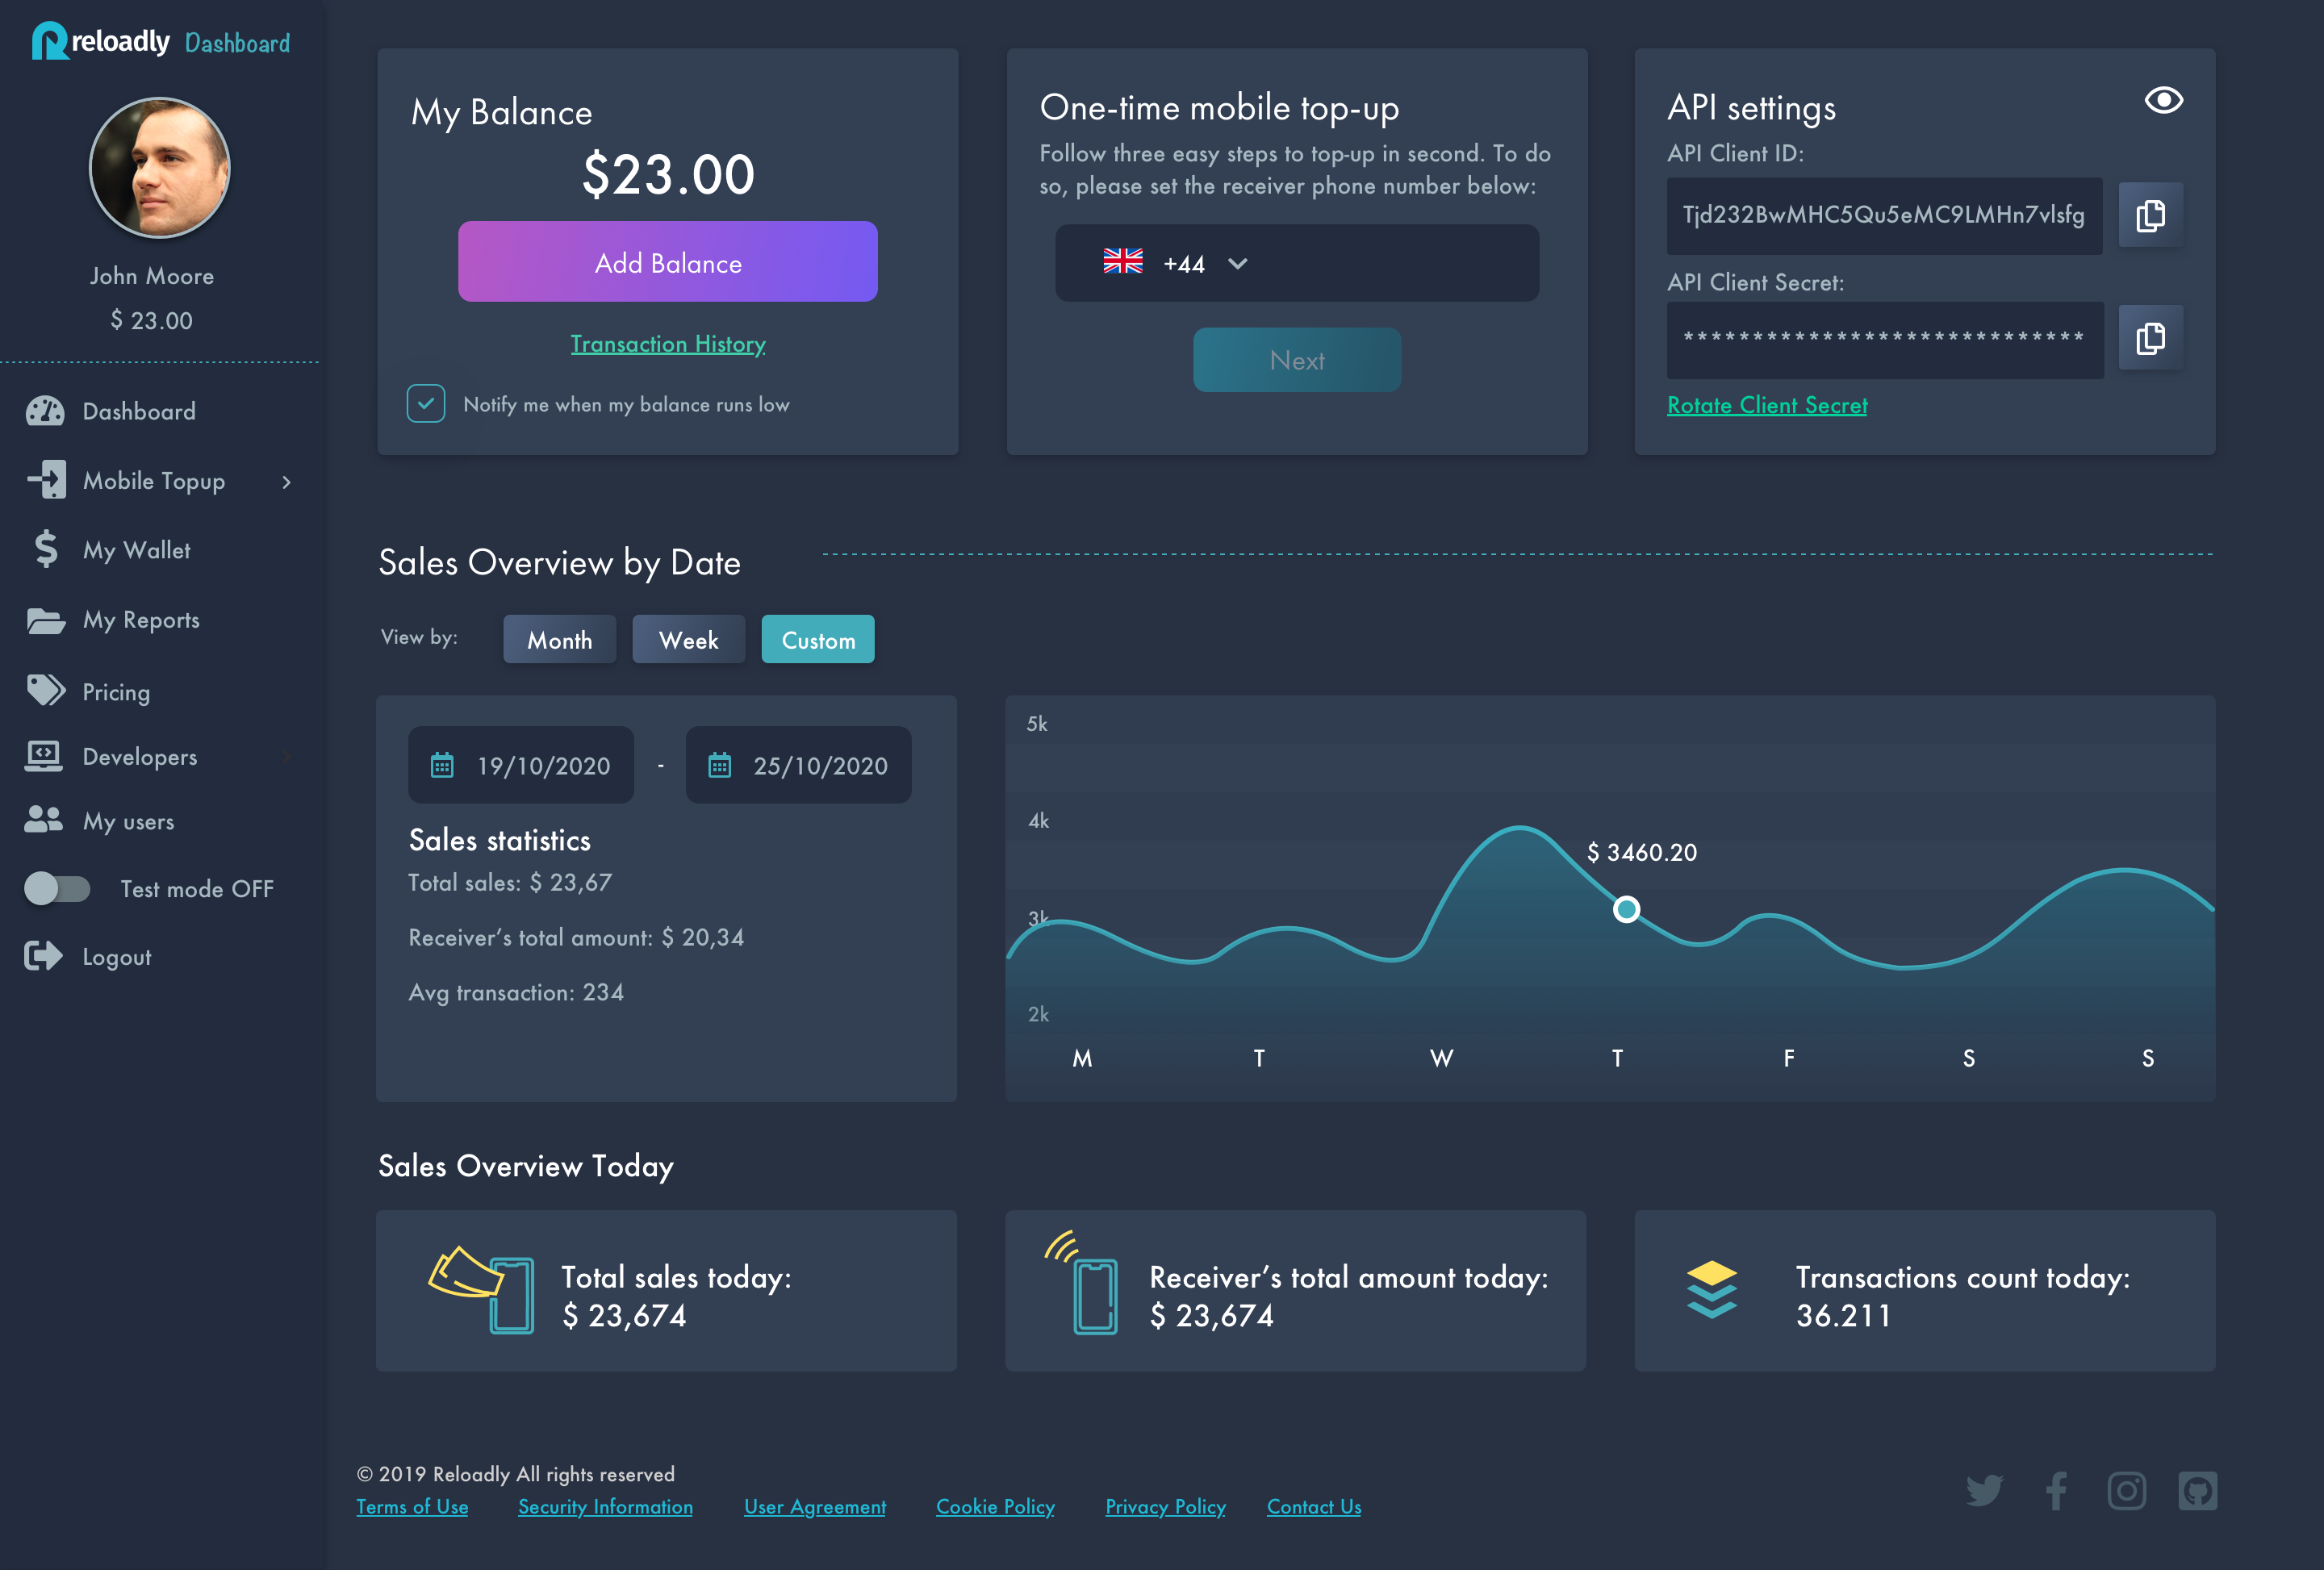 reloadly Dashboard
John Moore
$ 23.00
Dashboard
Mobile Topup
My Wallet
My Reports
Pricing
Developers
My users
Test mode OFF
Logout
My Balance
$23.00
Add Balance
Transaction History
Notify me when my balance runs low
One-time mobile top-up
Follow three easy steps to top-up in second. To do
so, please set the receiver phone number below:
+44
Next
API settings
API Client ID:
Tjd232BwMHC5Qu5eMC9LMHn7vlsfg
API Client Secret:
*****************************
Rotate Client Secret
Sales Overview by Date
View by:
Month
Week
Custom
19/10/2020 - 25/10/2020
Sales statistics
Total sales: $ 23,67
Receiver’s total amount: $ 20,34
Avg transaction: 234
5k
4k
3k
2k
$ 3460.20
M T W T F S S
Sales Overview Today
Total sales today:
$ 23,674
Receiver’s total amount today:
$ 23,674
Transactions count today:
36.211
© 2019 Reloadly All rights reserved
Terms of Use Security Information User Agreement Cookie Policy Privacy Policy Contact Us